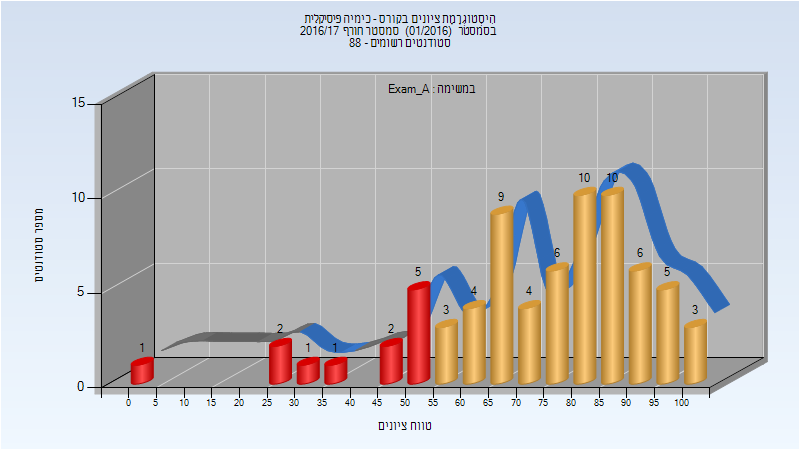 היסטוגרמת ציונים בקורס - כימיה פיסיקלית
בסמסטר (01/2016) סמסטר חורף 2016/17
סטודנטים רשומים - 88
במשימה : Exam_A
מספר סטודנטים
15
10
5
0
1 2 1 1 2 5 3 4 9 4 6 10 10 6 5 3
0 5 10 15 20 25 30 35 40 45 50 55 60 65 70 75 80 85 90 95 100
טווח ציונים